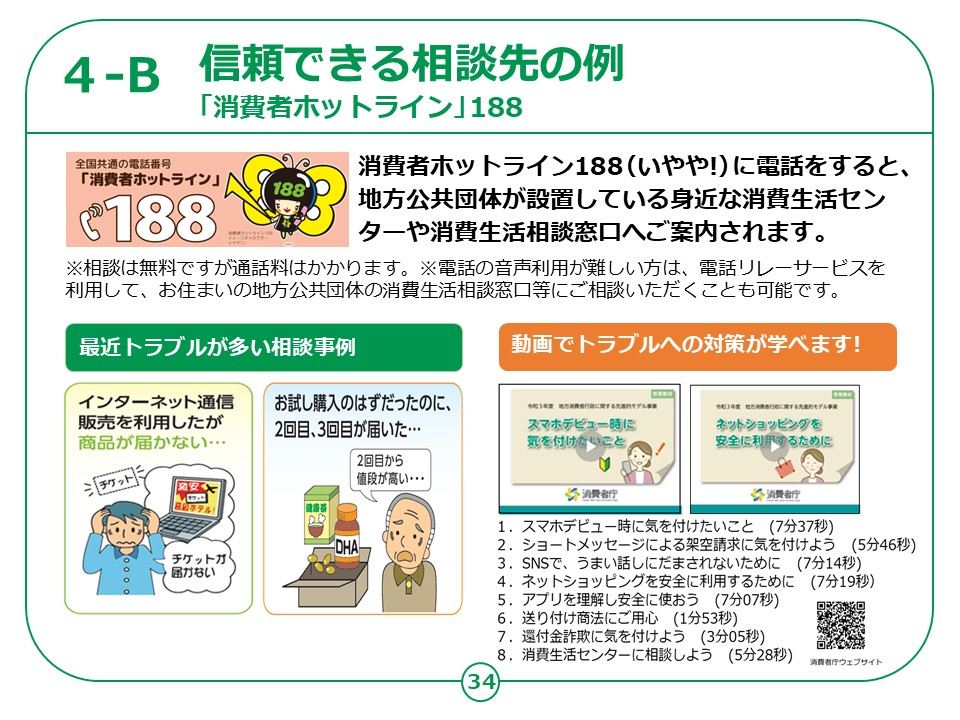 4-B
信頼できる相談先の例
「消費者ホットライン」188
全国共通の電話番号
「消費者ホットライン」
188
188
消費者ホットライン188
イメージキャラクター
イヤヤン
消費者ホットライン188(いやや!)に電話をすると、
地方公共団体が設置している身近な消費生活セン
ターや消費生活相談窓口へご案内されます。
※相談は無料ですが通話料はかかります。※電話の音声利用が難しい方は、電話リレーサービスを
利用して、お住まいの地方公共団体の消費生活相談窓口等にご相談いただくことも可能です。
最近トラブルが多い相談事例
インターネット通信
販売を利用したが
商品が届かない…
チケット
激安
チケット
高級ホテル!
チケットが
届かない
お試し購入のはずだったのに、
2回目、3回目が届いた…
2回目から
値段が高い…
健康茶
DHA
動画でトラブルへの対策が学べます!
令和3年度 地方消費者行政に関する先進的モデル事業
スマホデビュー時に
気を付けたいこと
消費者庁
令和3年度 地方消費者行政に関する先進的モデル事業
ネットショッピングを
安全に利用するために
消費者庁
1.スマホデビュー時に気を付けたいこと (7分37秒)
2.ショートメッセージによる架空請求に気を付けよう (5分46秒)
3.SNSで、うまい話しにだまされないために (7分14秒)
4.ネットショッピングを安全に利用するために (7分19秒)
5.アプリを理解し安全に使おう (7分07秒)
6.送り付け商法にご用心 (1分53秒)
7.還付金詐欺に気を付けよう (3分05秒)
8.消費生活センターに相談しよう (5分28秒)
消費者庁ウェブサイト
34